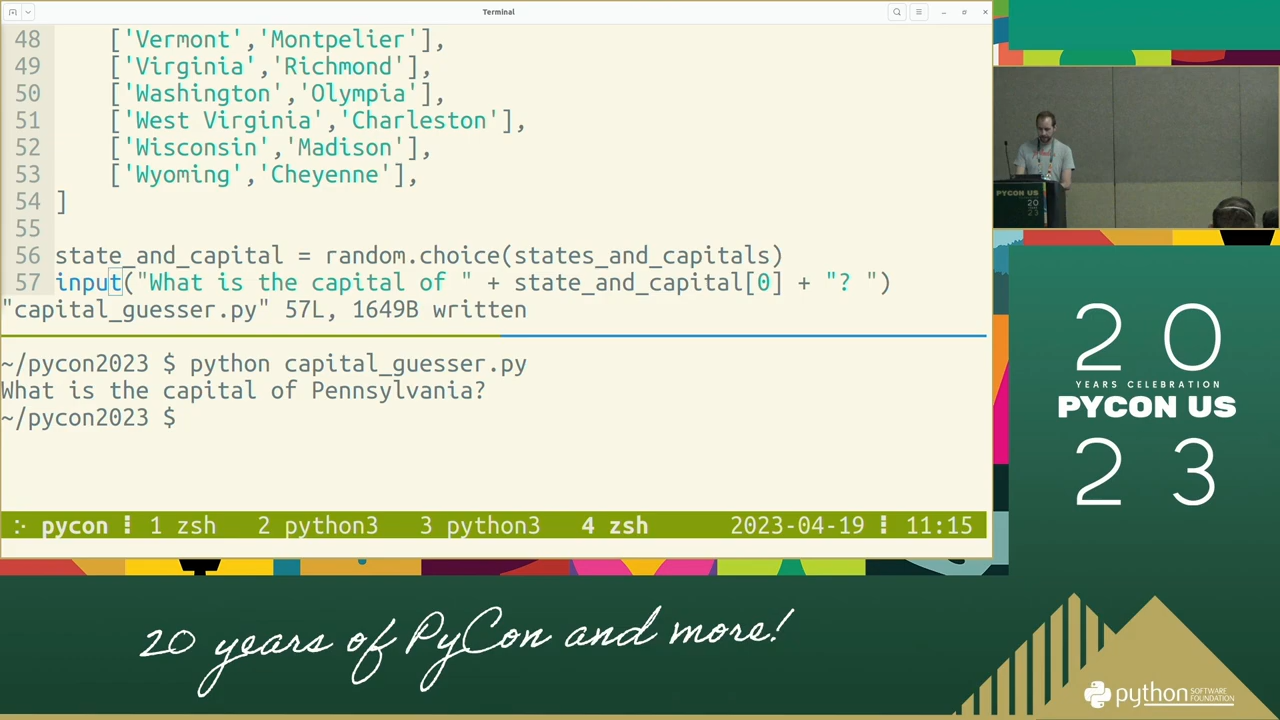 Terminal
48     ['Vermont','Montpelier'],
49     ['Virginia','Richmond'],
50     ['Washington','Olympia'],
51     ['West Virginia','Charleston'],
52     ['Wisconsin','Madison'],
53     ['Wyoming','Cheyenne'],
54 ]
55
56 state_and_capital = random.choice(states_and_capitals)
57 input("What is the capital of " + state_and_capital[0] + "? ")
"capital_guesser.py" 57L, 1649B written
~/pycon2023 $ python capital_guesser.py
What is the capital of Pennsylvania?
~/pycon2023 $
pycon 1 zsh 2 python3 3 python3 4 zsh 2023-04-19 11:15
PYCON US
20
23
20
YEARS CELEBRATION
PYCON US
23
20 years of PyCon and more!
python SOFTWARE
FOUNDATION